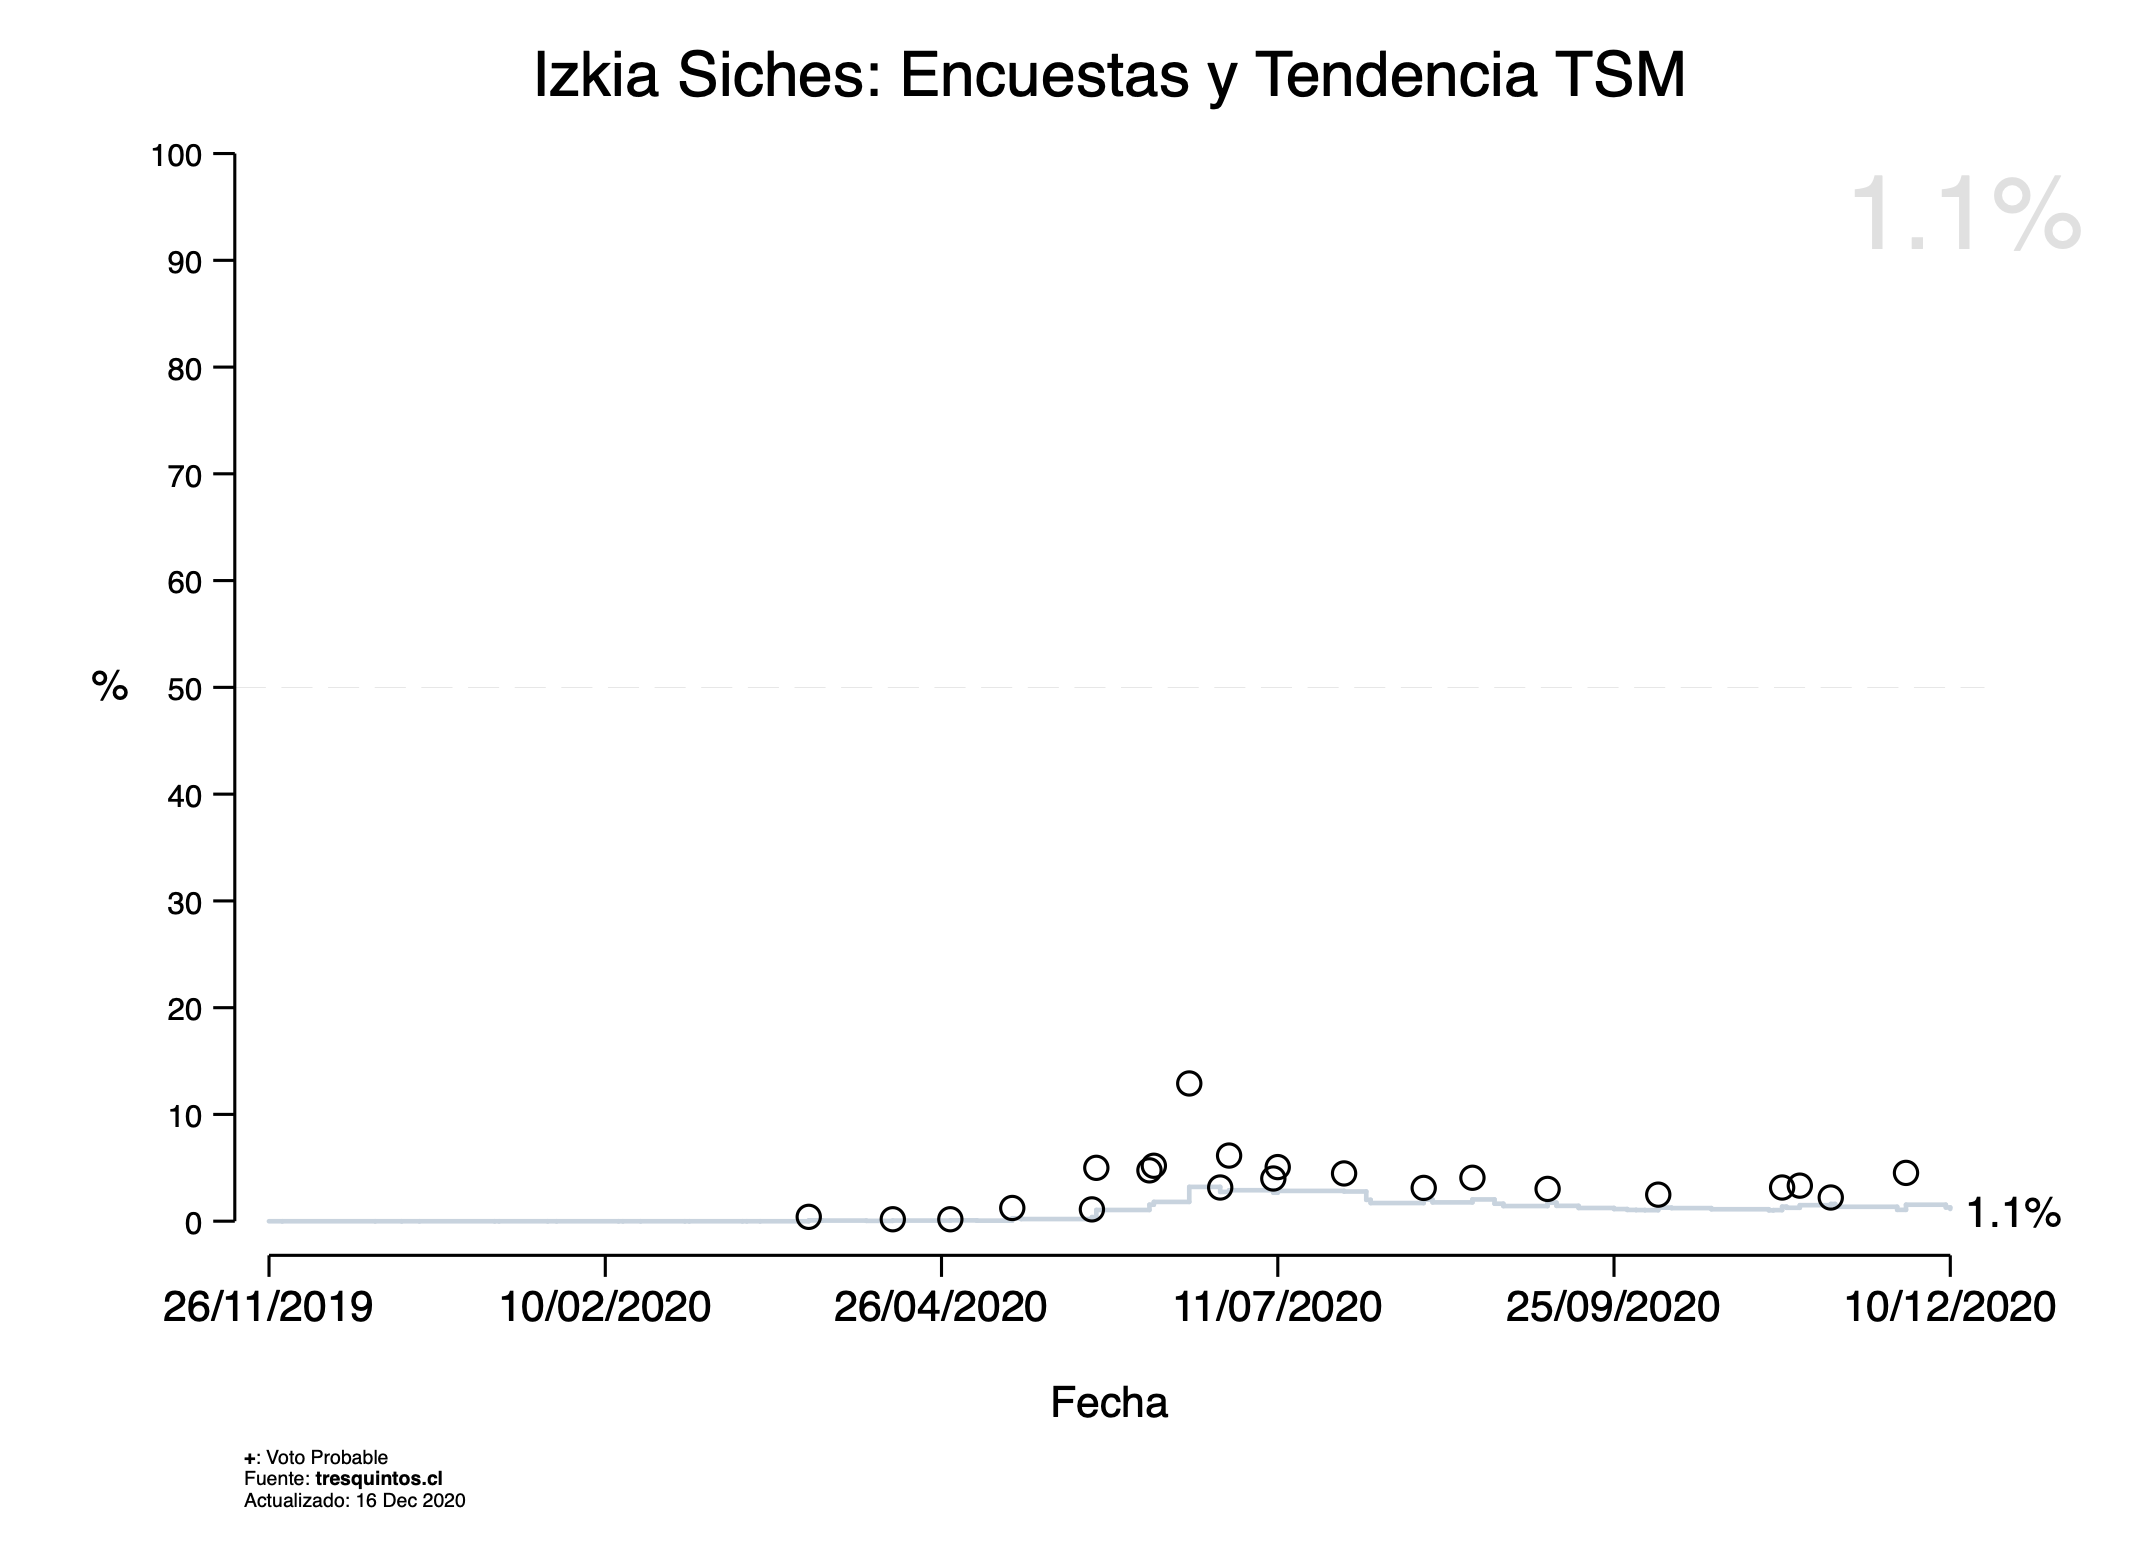 Izkia Siches: Encuestas y Tendencia TSM
1.1%
100
90
80
70
60
50
40
30
20
10
0
%
1.1%
26/11/2019 10/02/2020 26/04/2020 11/07/2020 25/09/2020 10/12/2020
Fecha
+: Voto Probable
Fuente: tresquintos.cl
Actualizado: 16 Dec 2020